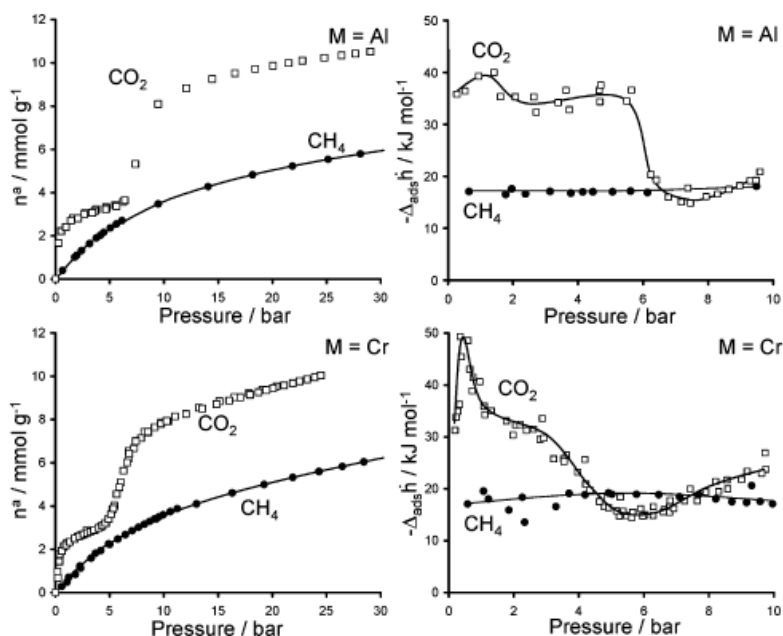 12
10
8
6
4
2
0
nᵃ / mmol g⁻¹
M = Al
CO₂
CH₄
0 5 10 15 20 25 30
Pressure / bar
50
40
30
20
10
0
-Δₐdsḣ / kJ mol⁻¹
M = Al
CO₂
CH₄
0 2 4 6 8 10
Pressure / bar
12
10
8
6
4
2
0
nᵃ / mmol g⁻¹
M = Cr
CO₂
CH₄
0 5 10 15 20 25 30
Pressure / bar
50
40
30
20
10
0
-Δₐdsḣ / kJ mol⁻¹
M = Cr
CO₂
CH₄
0 2 4 6 8 10
Pressure / bar